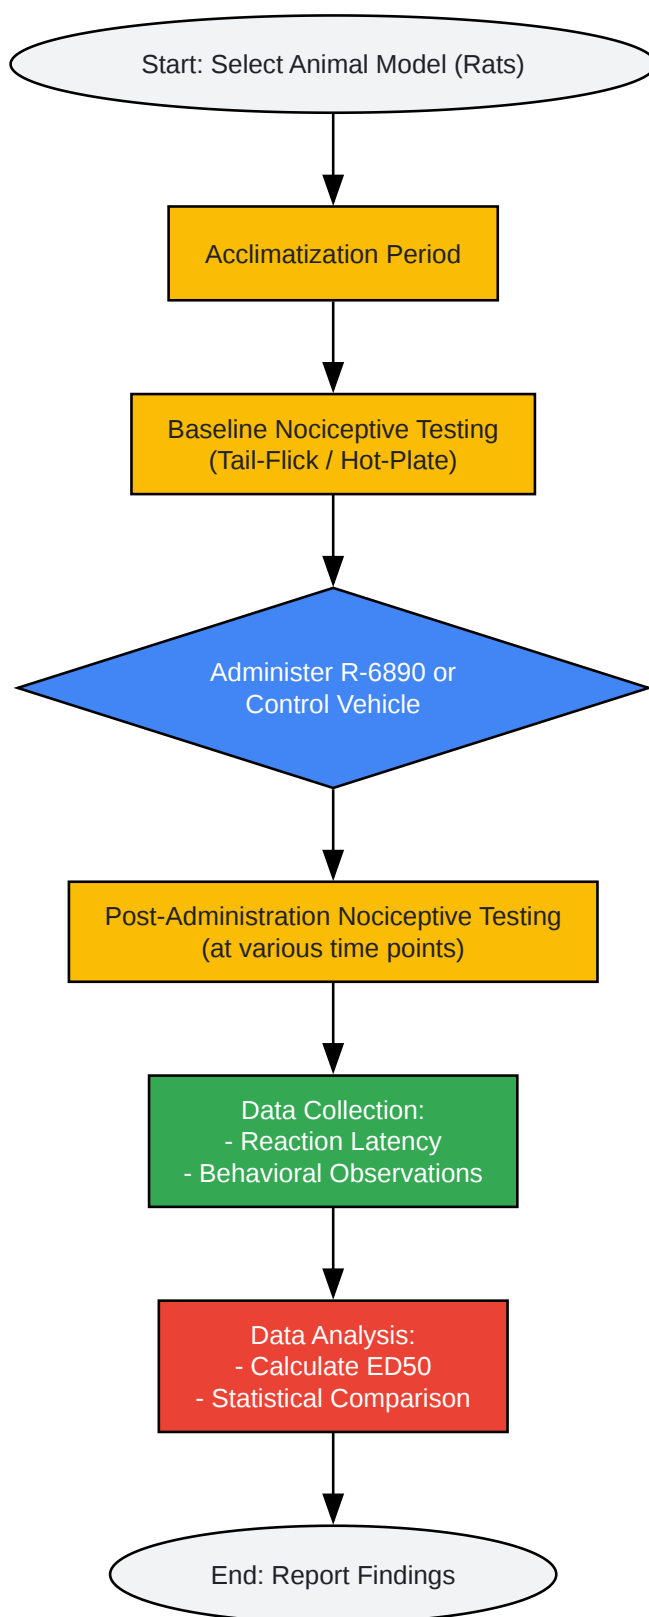 Start: Select Animal Model (Rats)
Acclimatization Period
Baseline Nociceptive Testing
(Tail-Flick / Hot-Plate)
Administer R-6890 or
Control Vehicle
Post-Administration Nociceptive Testing
(at various time points)
Data Collection:
- Reaction Latency
- Behavioral Observations
Data Analysis:
- Calculate ED50
- Statistical Comparison
End: Report Findings